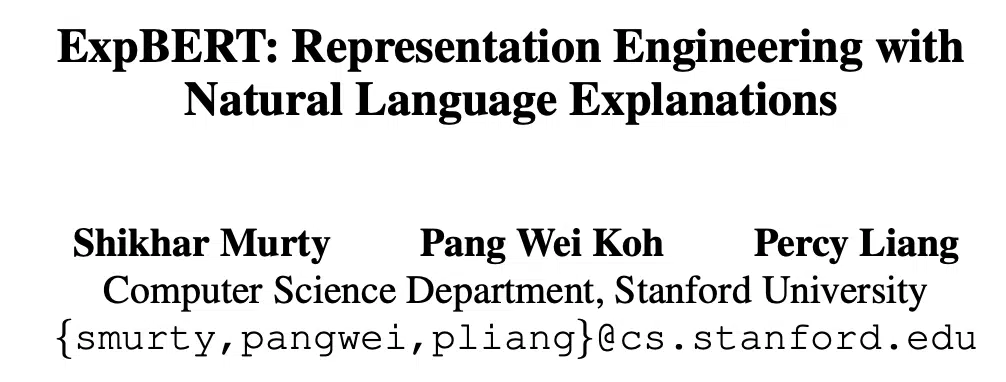 ExpBERT: Representation Engineering with
Natural Language Explanations
Shikhar Murty Pang Wei Koh Percy Liang
Computer Science Department, Stanford University
{smurty,pangwei,pliang}@cs.stanford.edu